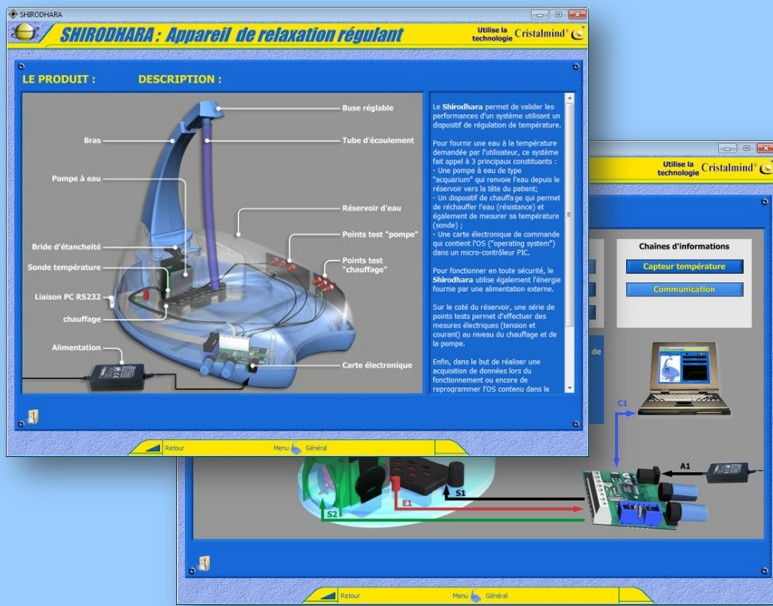 SHIRODHARA
SHIRODHARA : Appareil de relaxation régulant
Utilise la
technologie
Cristalmind®
LE PRODUIT :
DESCRIPTION :
Buse réglable
Bras
Tube d'écoulement
Pompe à eau
Réservoir d'eau
Points test "pompe"
Bride d'étancheité
Points test
"chauffage"
Sonde température
Liaison PC RS232
chauffage
Alimentation
Carte électronique
Le Shirodhara permet de valider les
performances d'un système utilisant un
dispositif de régulation de température.
Pour fournir une eau à la température
demandée par l'utilisateur, ce système
fait appel à 3 principaux constituants :
- Une pompe à eau de type
"acquarium" qui renvoie l'eau depuis le
réservoir vers la tête du patient;
- Un dispositif de chauffage qui permet
de réchauffer l'eau (résistance) et
également de mesurer sa température
(sonde) ;
- Une carte électronique de commande
qui contient l'OS ("operating system")
dans un micro-contrôleur PIC.
Pour fonctionner en toute sécurité, le
Shirodhara utilise également l'énergie
fournie par une alimentation externe.
Sur le coté du réservoir, une série de
points tests permet d'effectuer des
mesures électriques (tension et
courant) au niveau du chauffage et de
la pompe.
Enfin, dans le but de réaliser une
acquisition de données lors du
fonctionnement ou encore de
reprogrammer l'OS contenu dans le
Retour
Menu
Général
Utilise la
technologie
Cristalmind®
Chaînes d'informations
Capteur température
Communication
de
C1
A1
S1
E1
S2
Retour
Menu
Général